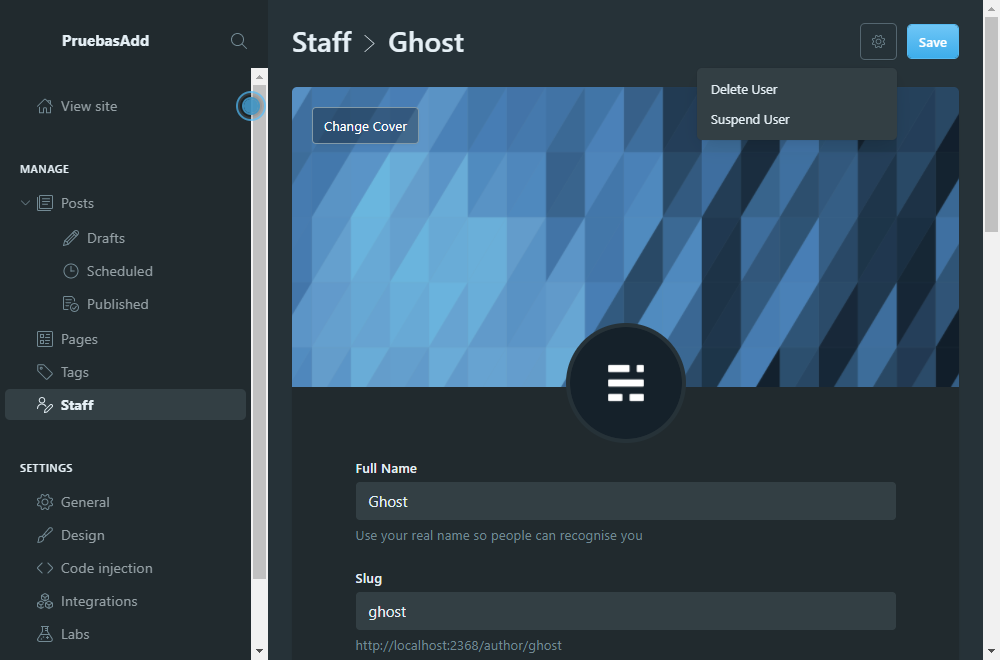 PruebasAdd
View site
MANAGE
Posts
Drafts
Scheduled
Published
Pages
Tags
Staff
SETTINGS
General
Design
Code injection
Integrations
Labs
Staff > Ghost
Save
Delete User
Suspend User
Change Cover
Full Name
Ghost
Use your real name so people can recognise you
Slug
ghost
http://localhost:2368/author/ghost